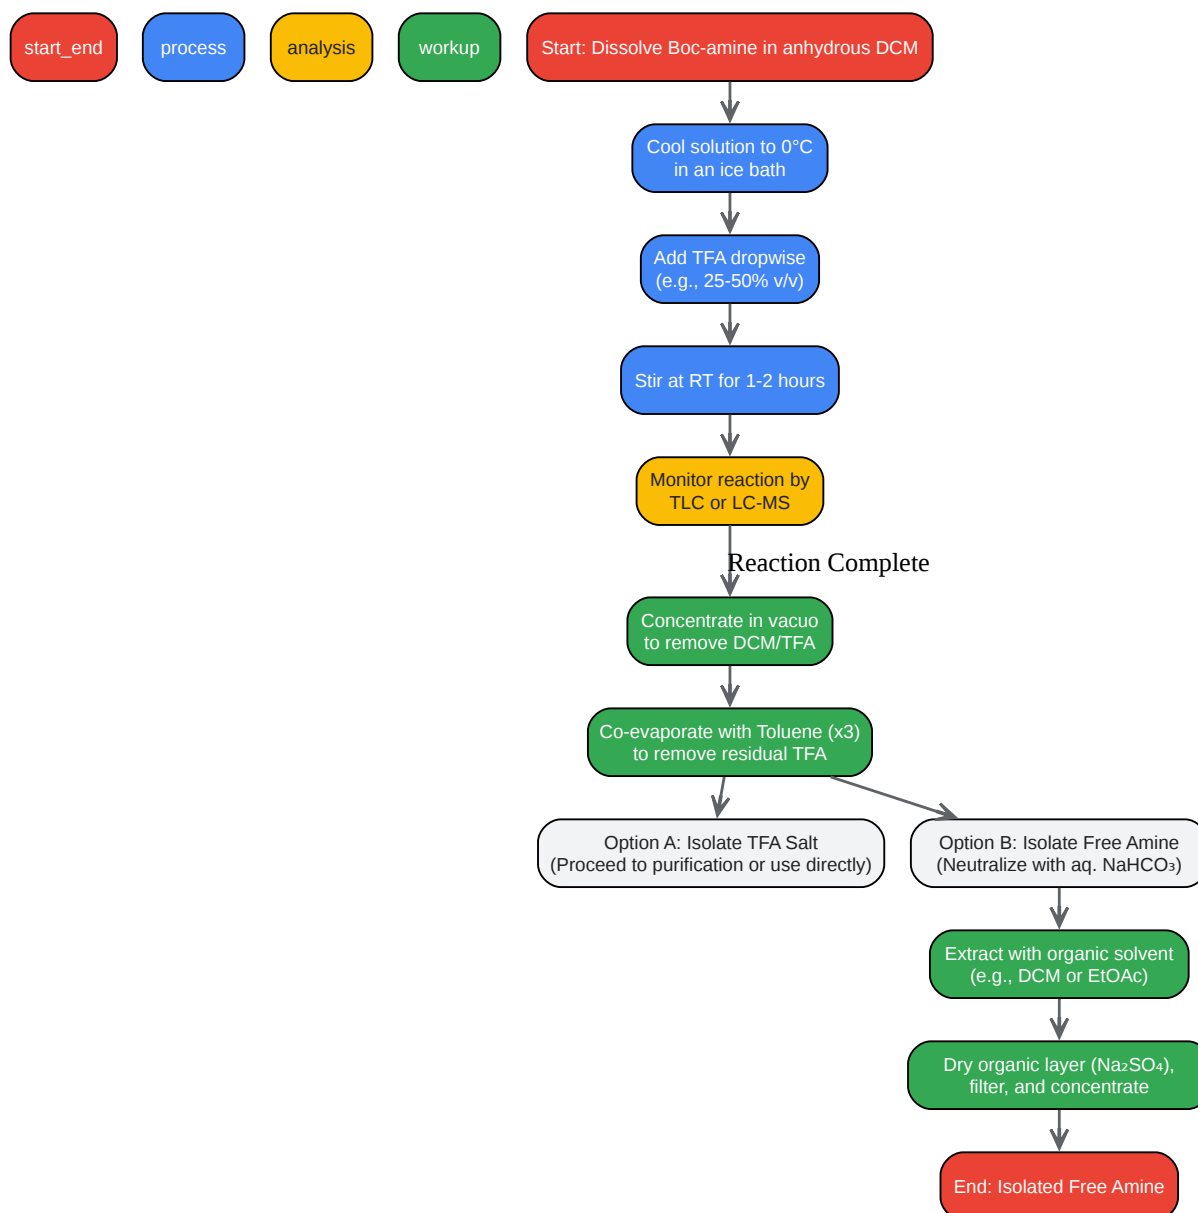 start_end
process
analysis
workup
Start: Dissolve Boc-amine in anhydrous DCM
Cool solution to 0°C
in an ice bath
Add TFA dropwise
(e.g., 25-50% v/v)
Stir at RT for 1-2 hours
Monitor reaction by
TLC or LC-MS
Reaction Complete
Concentrate in vacuo
to remove DCM/TFA
Co-evaporate with Toluene (x3)
to remove residual TFA
Option A: Isolate TFA Salt
(Proceed to purification or use directly)
Option B: Isolate Free Amine
(Neutralize with aq. NaHCO₃)
Extract with organic solvent
(e.g., DCM or EtOAc)
Dry organic layer (Na₂SO₄),
filter, and concentrate
End: Isolated Free Amine